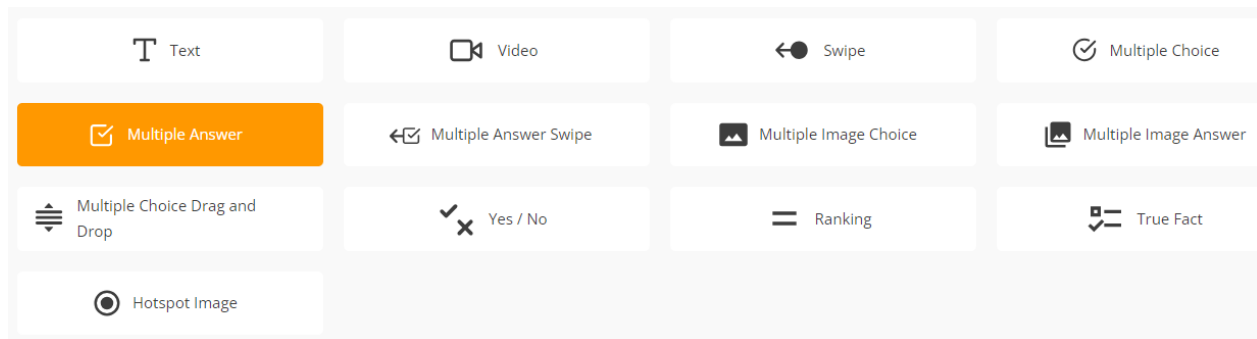 Text
Video
Swipe
Multiple Choice
Multiple Answer
Multiple Answer Swipe
Multiple Image Choice
Multiple Image Answer
Multiple Choice Drag and
Drop
Yes / No
Ranking
True Fact
Hotspot Image